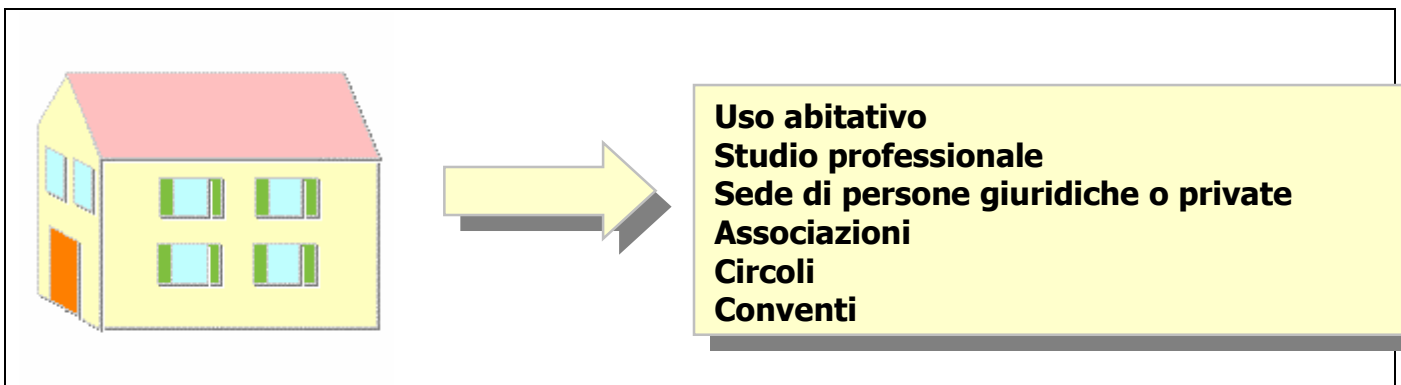 Uso abitativo
Studio professionale
Sede di persone giuridiche o private
Associazioni
Circoli
Conventi